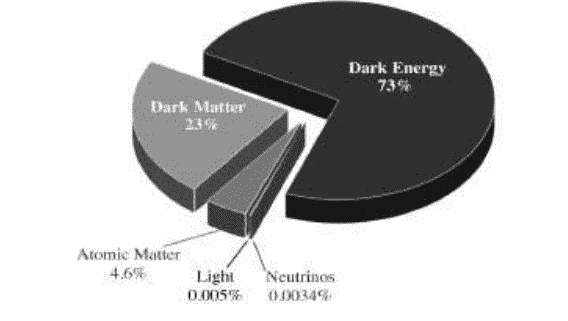 Dark Energy
73%
Dark Matter
23%
Atomic Matter
4.6%
Light
0.005%
Neutrinos
0.0034%